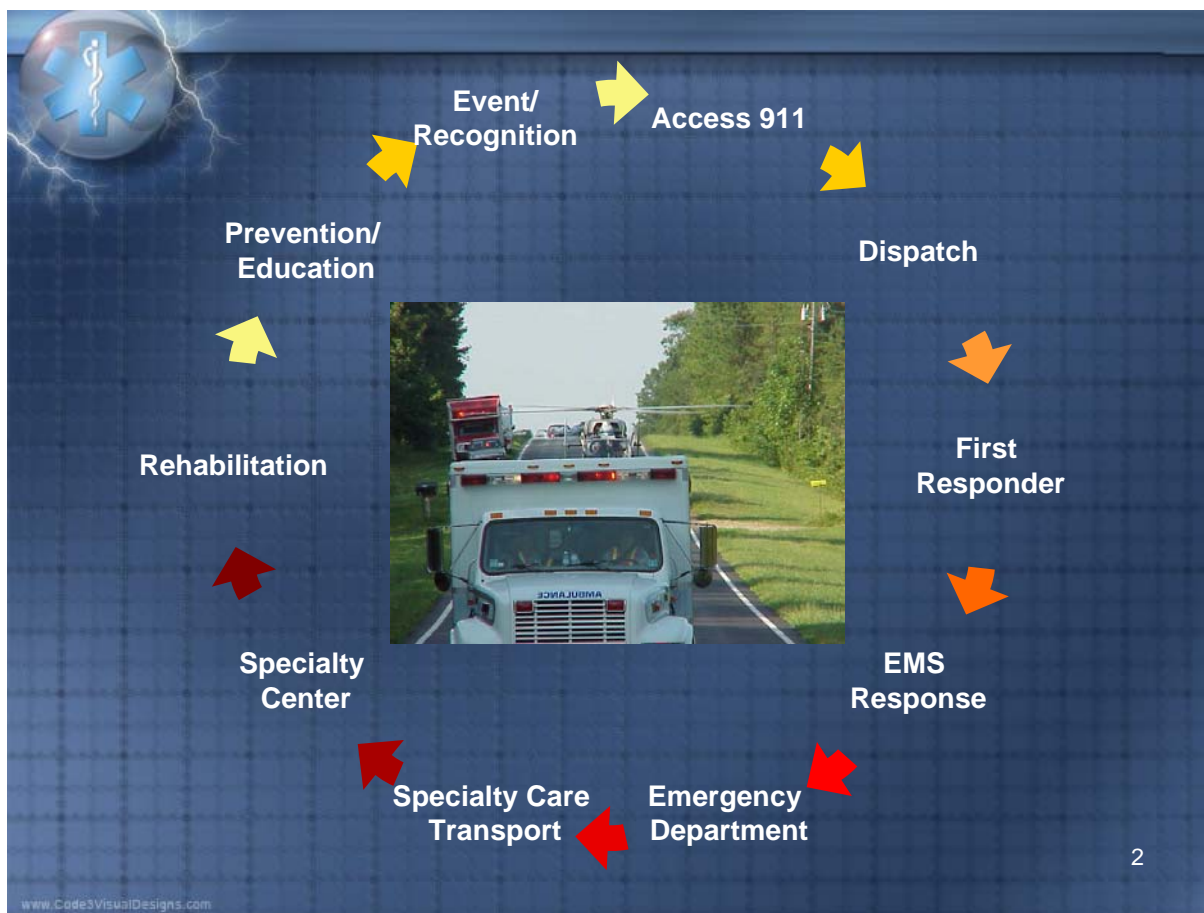 Event/
Recognition
Access 911
Dispatch
First
Responder
EMS
Response
Emergency
Department
Specialty Care
Transport
Specialty
Center
Rehabilitation
Prevention/
Education
AMBULANCE
2
www.Code3VisualDesigns.com